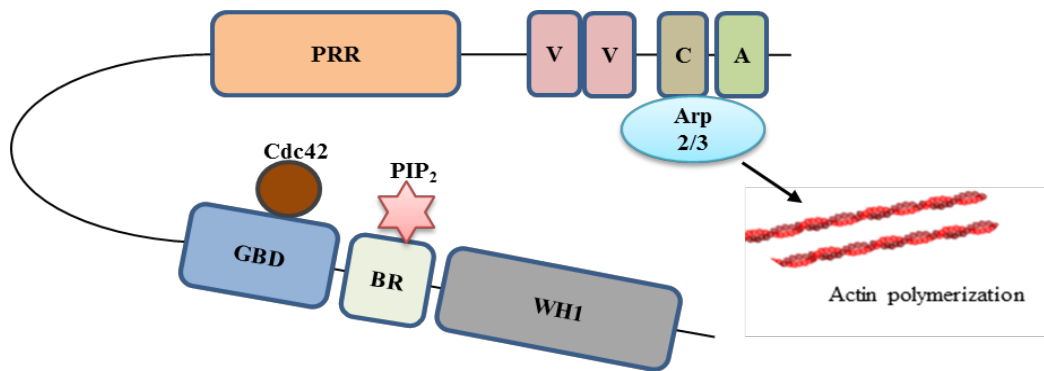 PRR
V
V
C
A
Arp
2/3
Cdc42
PIP₂
GBD
BR
WH1
Actin polymerization